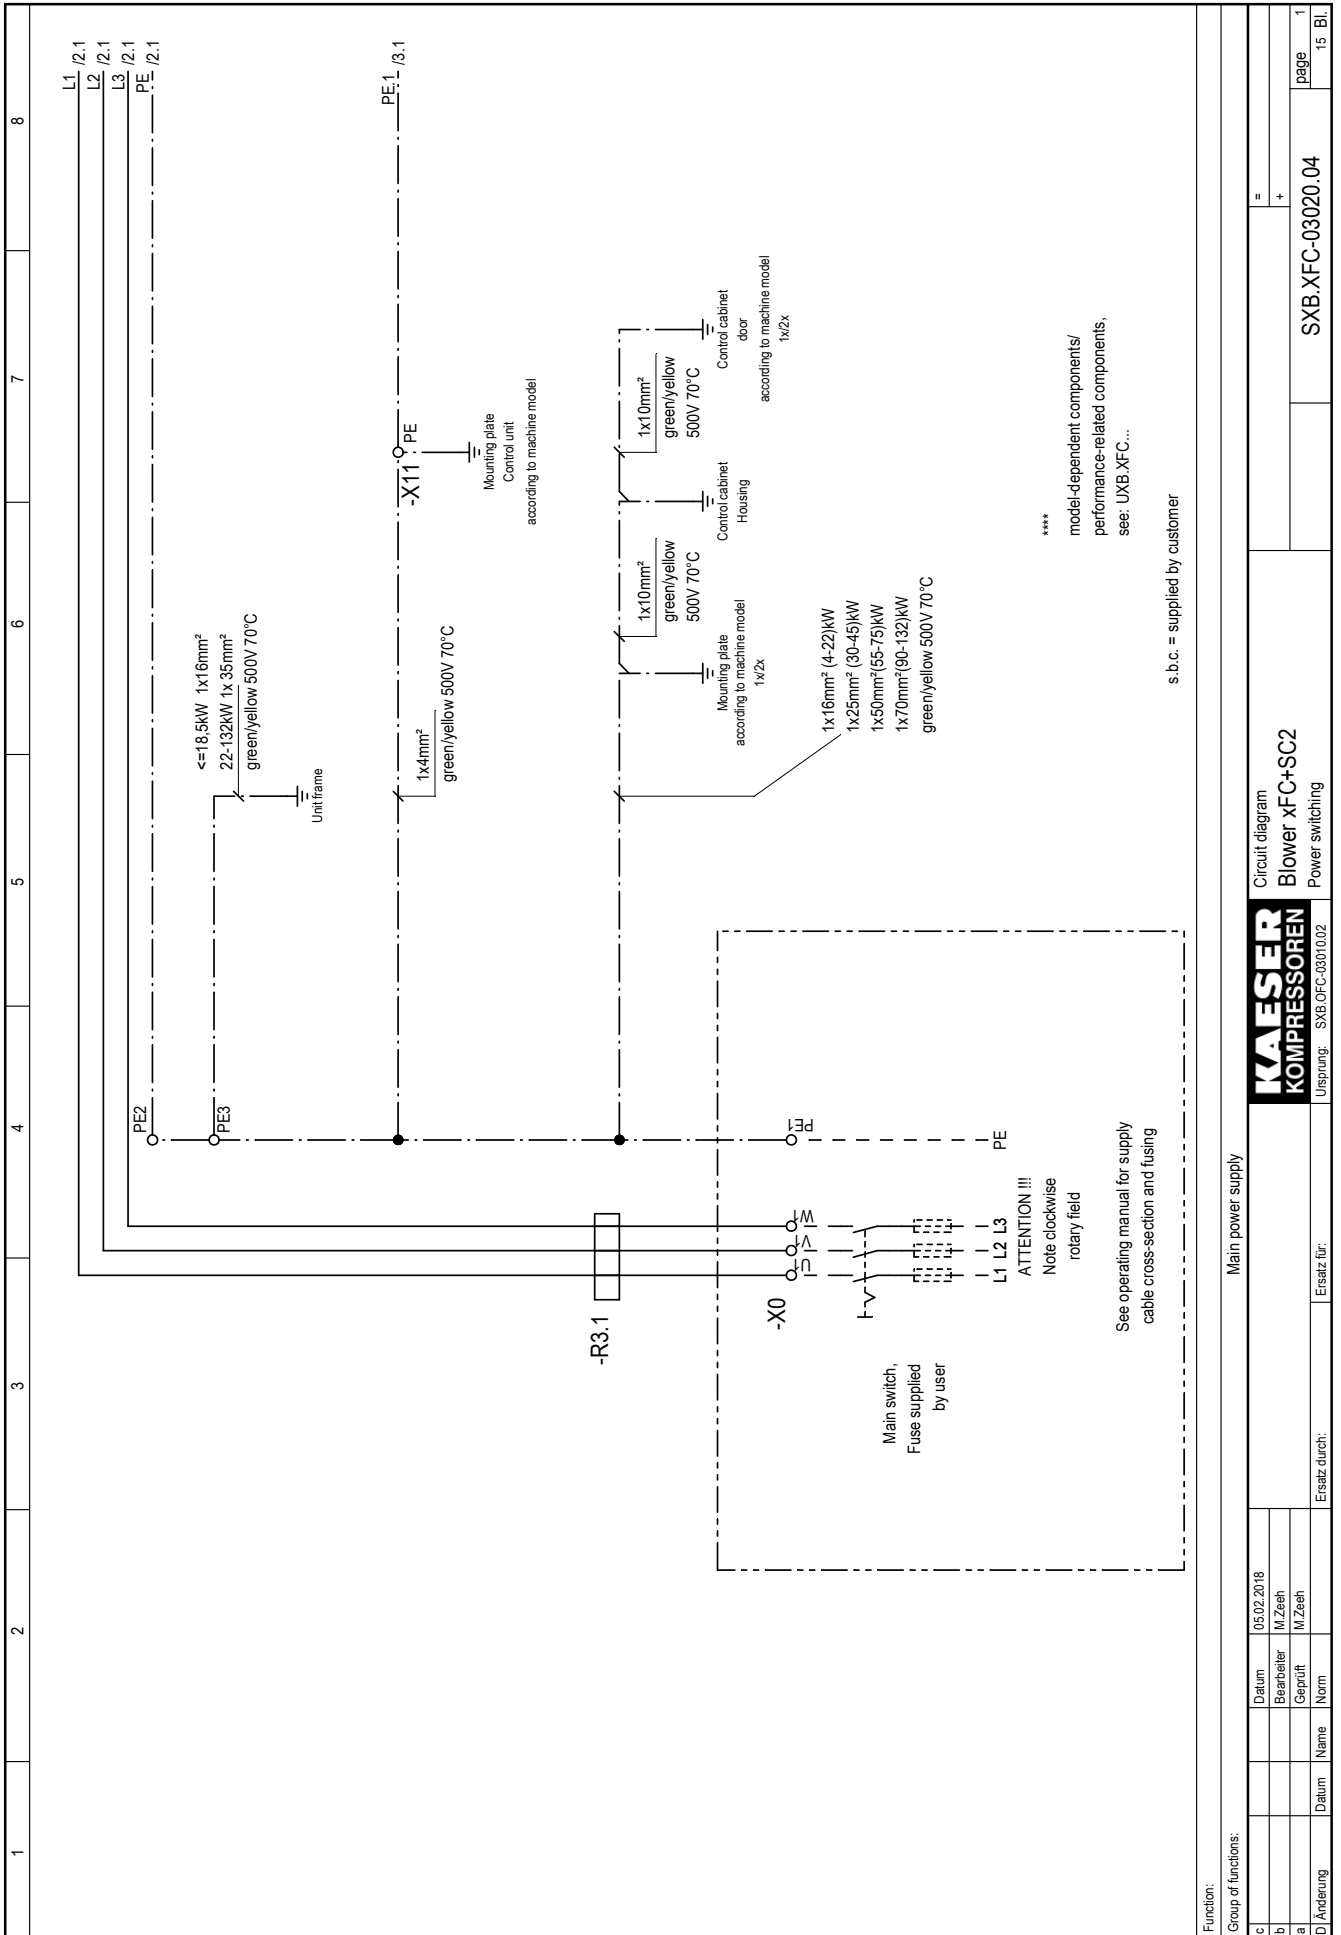 1
2
3
4
5
6
7
8
L1 /2.1
L2 /2.1
L3 /2.1
PE /2.1
PE2
PE3
<=18,5kW 1x16mm²
22-132kW 1x 35mm²
green/yellow 500V 70°C
Unit frame
PE.1 /3.1
-X11
PE
Mounting plate
Control unit
according to machine model
1x4mm²
green/yellow 500V 70°C
-R3.1
1x10mm²
green/yellow
500V 70°C
1x10mm²
green/yellow
500V 70°C
Mounting plate
according to machine model
1x/2x
Control cabinet
Housing
Control cabinet
door
according to machine model
1x/2x
1x16mm² (4-22)kW
1x25mm² (30-45)kW
1x50mm²(55-75)kW
1x70mm²(90-132)kW
green/yellow 500V 70°C
-X0
U1
V1
W1
PE1
Main switch,
Fuse supplied
by user
L1 L2 L3
PE
ATTENTION !!!
Note clockwise
rotary field
See operating manual for supply
cable cross-section and fusing
****
model-dependent components/
performance-related components,
see: UXB.XFC...
s.b.c. = supplied by customer
Function:
Group of functions:
Main power supply
c
b
a
D Änderung
Datum
Name
Datum 05.02.2018
Bearbeiter M.Zeeh
Geprüft M.Zeeh
Norm
Ersatz durch:
Ersatz für:
KAESER
KOMPRESSOREN
Ursprung: SXB.OFC-03010.02
Circuit diagram
Blower xFC+SC2
Power switching
=
+
SXB.XFC-03020.04
page 1
15 Bl.